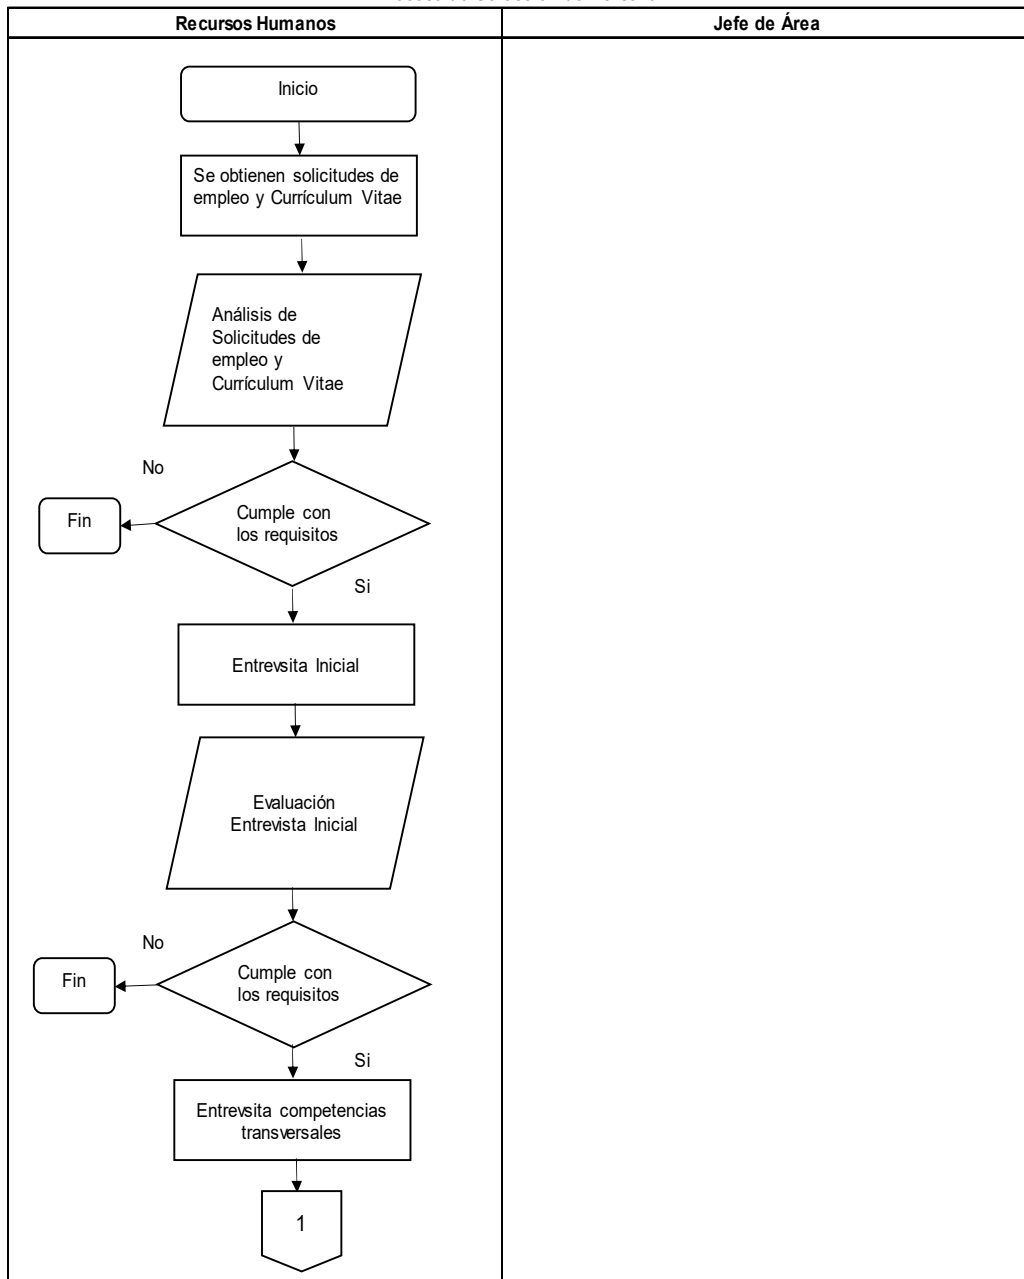 Recursos Humanos
Jefe de Área
Inicio
Se obtienen solicitudes de
empleo y Currículum Vitae
Análisis de
Solicitudes de
empleo y
Currículum Vitae
No
Cumple con
los requisitos
Fin
Si
Entrevsita Inicial
Evaluación
Entrevista Inicial
No
Cumple con
los requisitos
Fin
Si
Entrevsita competencias
transversales
1